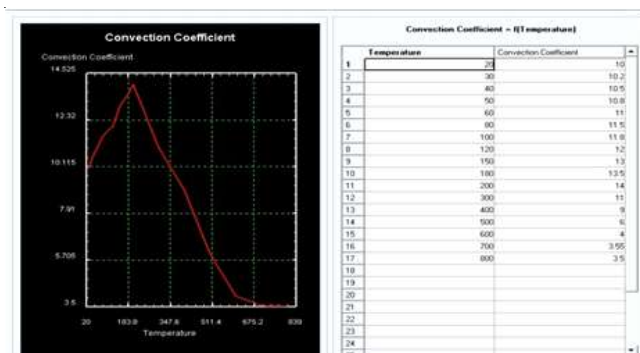 Convection Coefficient
Convection Coefficient
14.525
12.32
10.115
7.91
5.705
3.5
20 183.8 347.6 511.4 675.2 839
Temperature
Convection Coefficient = f(Temperature)
Temperature Convection Coefficient
1 20 10
2 30 10.2
3 40 10.5
4 50 10.8
5 60 11
6 80 11.5
7 100 11.8
8 120 12
9 150 13
10 180 13.5
11 200 14
12 300 11
13 400 9
14 500 6
15 600 4
16 700 3.55
17 800 3.5
18
19
20
21
22
23
24